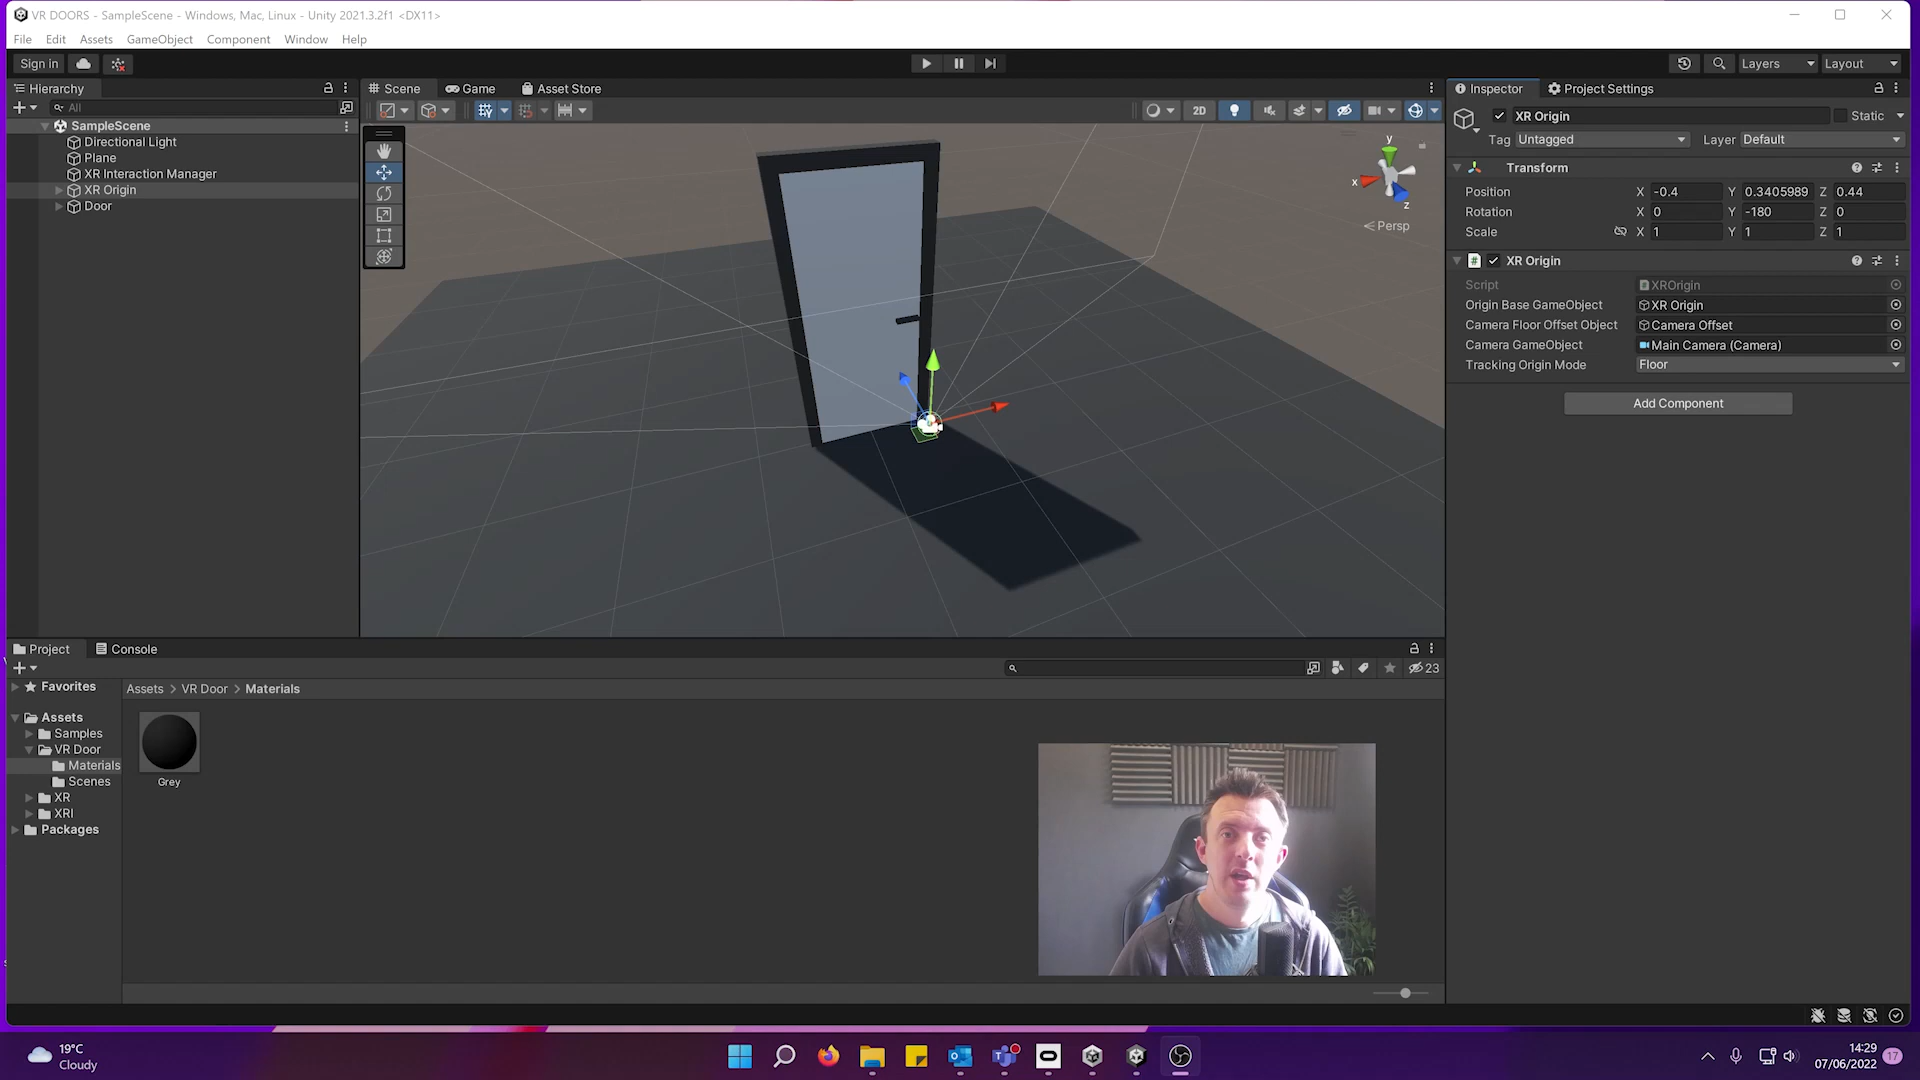 VR DOORS - SampleScene - Windows, Mac, Linux - Unity 2021.3.2f1 <DX11>
File Edit Assets GameObject Component Window Help
Sign in
Layers
Layout
Hierarchy
All
SampleScene
Directional Light
Plane
XR Interaction Manager
XR Origin
Door
Scene Game Asset Store
2D
y
x
z
Persp
Inspector Project Settings
XR Origin
Static
Tag Untagged Layer Default
Transform
Position X -0.4 Y 0.3405989 Z 0.44
Rotation X 0 Y -180 Z 0
Scale X 1 Y 1 Z 1
# XR Origin
Script XROrigin
Origin Base GameObject XR Origin
Camera Floor Offset Object Camera Offset
Camera GameObject Main Camera (Camera)
Tracking Origin Mode Floor
Add Component
Project Console
23
Favorites
Assets
Samples
VR Door
Materials
Scenes
XR
XRI
Packages
Assets > VR Door > Materials
Grey
19°C
Cloudy
14:29
07/06/2022
17